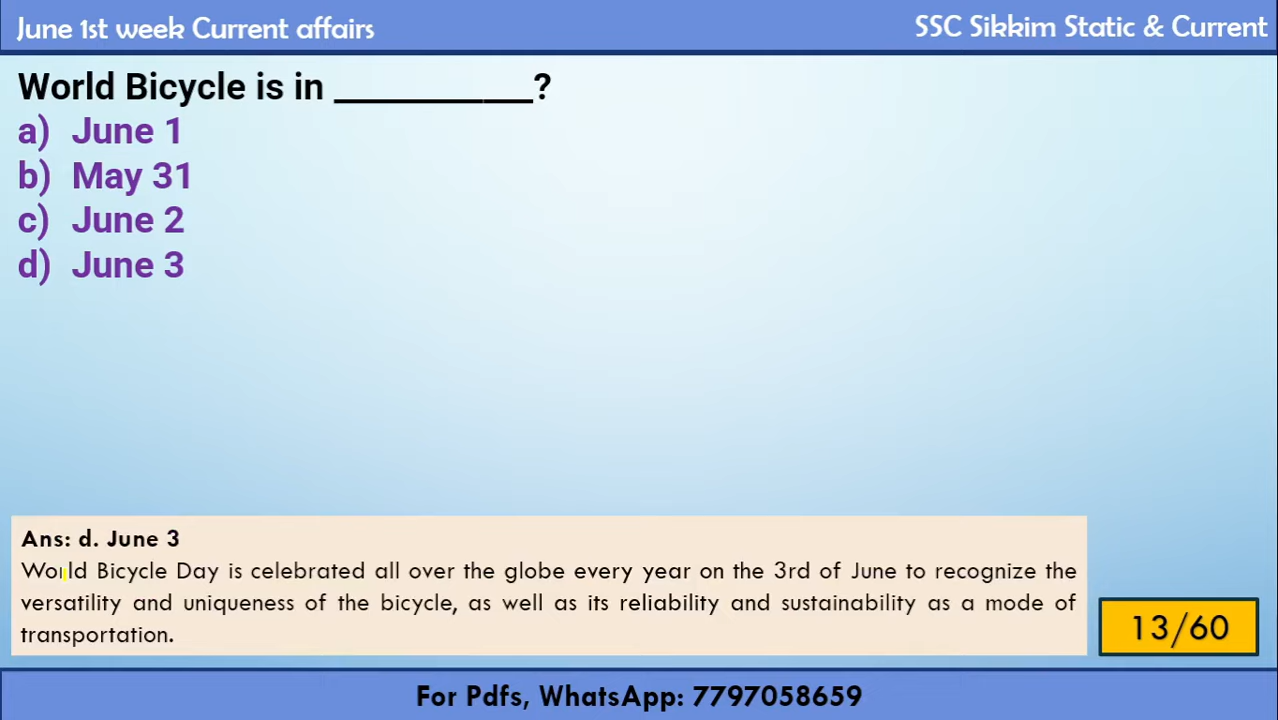 June 1st week Current affairs
SSC Sikkim Static & Current
World Bicycle is in __________?
a) June 1
b) May 31
c) June 2
d) June 3
Ans: d. June 3
World Bicycle Day is celebrated all over the globe every year on the 3rd of June to recognize the
versatility and uniqueness of the bicycle, as well as its reliability and sustainability as a mode of
transportation.
13/60
For Pdfs, WhatsApp: 7797058659